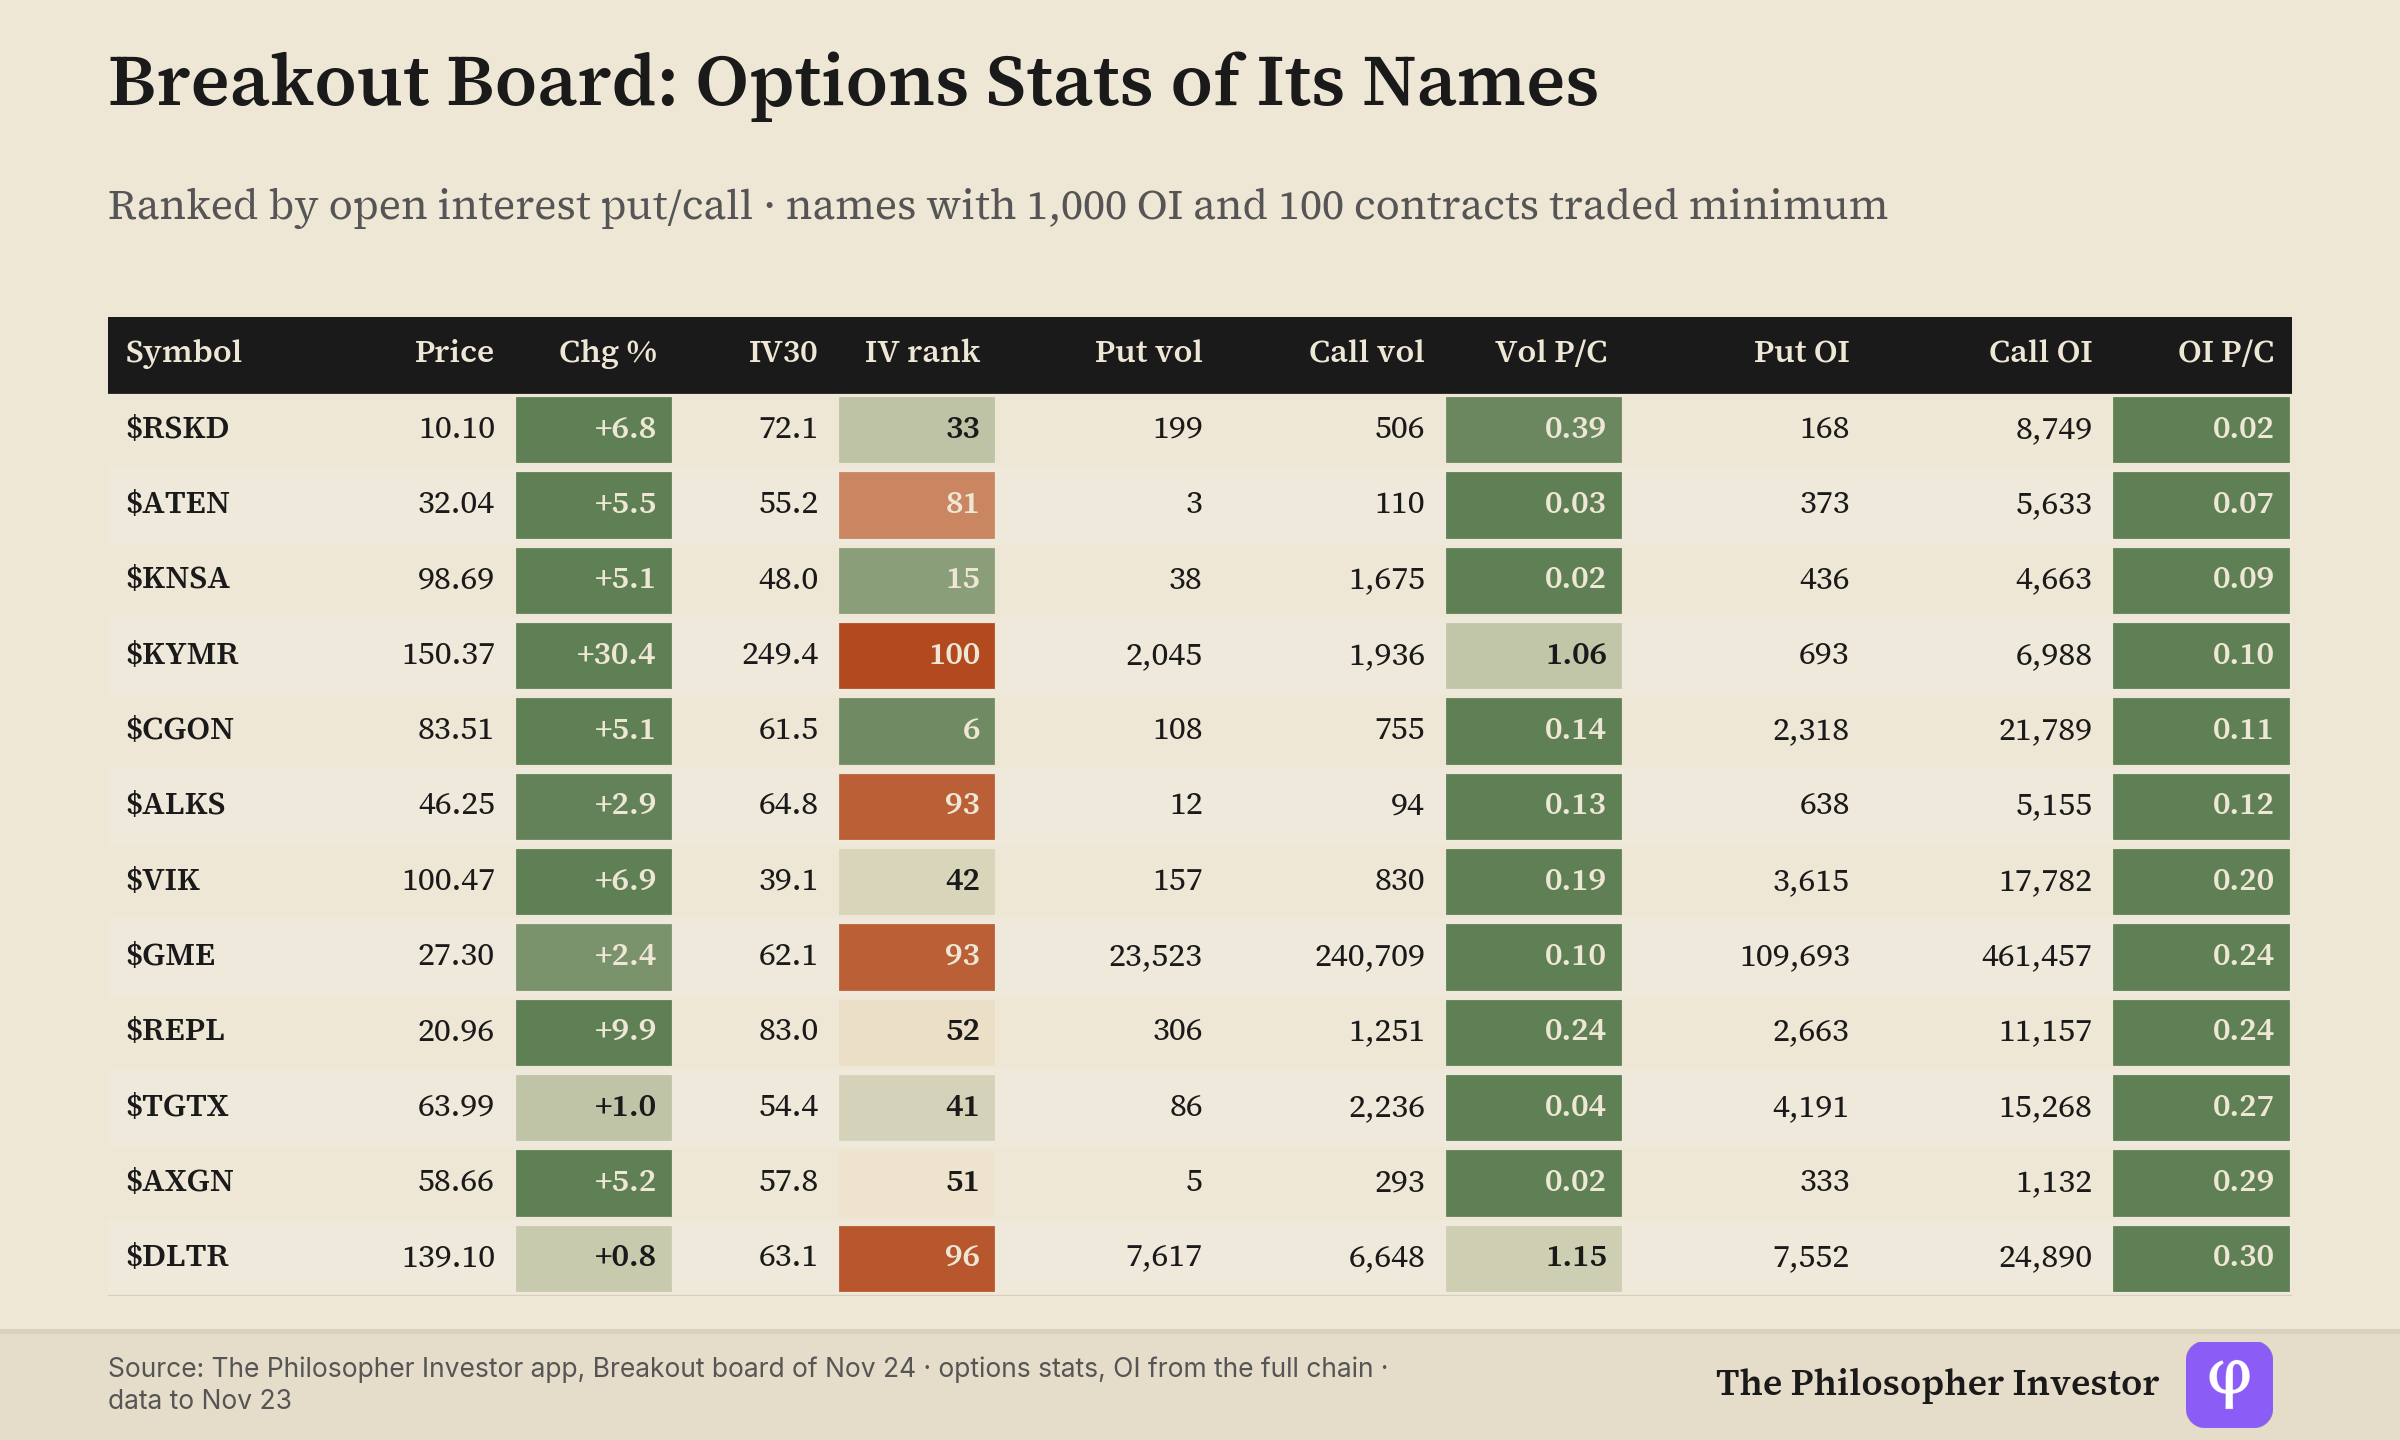 Breakout Board: Options Stats of Its Names
Ranked by open interest put/call · names with 1,000 OI and 100 contracts traded minimum
Symbol Price Chg % IV30 IV rank Put vol Call vol Vol P/C Put OI Call OI OI P/C
$RSKD 10.10 +6.8 72.1 33 199 506 0.39 168 8,749 0.02
$ATEN 32.04 +5.5 55.2 81 3 110 0.03 373 5,633 0.07
$KNSA 98.69 +5.1 48.0 15 38 1,675 0.02 436 4,663 0.09
$KYMR 150.37 +30.4 249.4 100 2,045 1,936 1.06 693 6,988 0.10
$CGON 83.51 +5.1 61.5 6 108 755 0.14 2,318 21,789 0.11
$ALKS 46.25 +2.9 64.8 93 12 94 0.13 638 5,155 0.12
$VIK 100.47 +6.9 39.1 42 157 830 0.19 3,615 17,782 0.20
$GME 27.30 +2.4 62.1 93 23,523 240,709 0.10 109,693 461,457 0.24
$REPL 20.96 +9.9 83.0 52 306 1,251 0.24 2,663 11,157 0.24
$TGTX 63.99 +1.0 54.4 41 86 2,236 0.04 4,191 15,268 0.27
$AXGN 58.66 +5.2 57.8 51 5 293 0.02 333 1,132 0.29
$DLTR 139.10 +0.8 63.1 96 7,617 6,648 1.15 7,552 24,890 0.30
Source: The Philosopher Investor app, Breakout board of Nov 24 · options stats, OI from the full chain ·
data to Nov 23
The Philosopher Investor φ